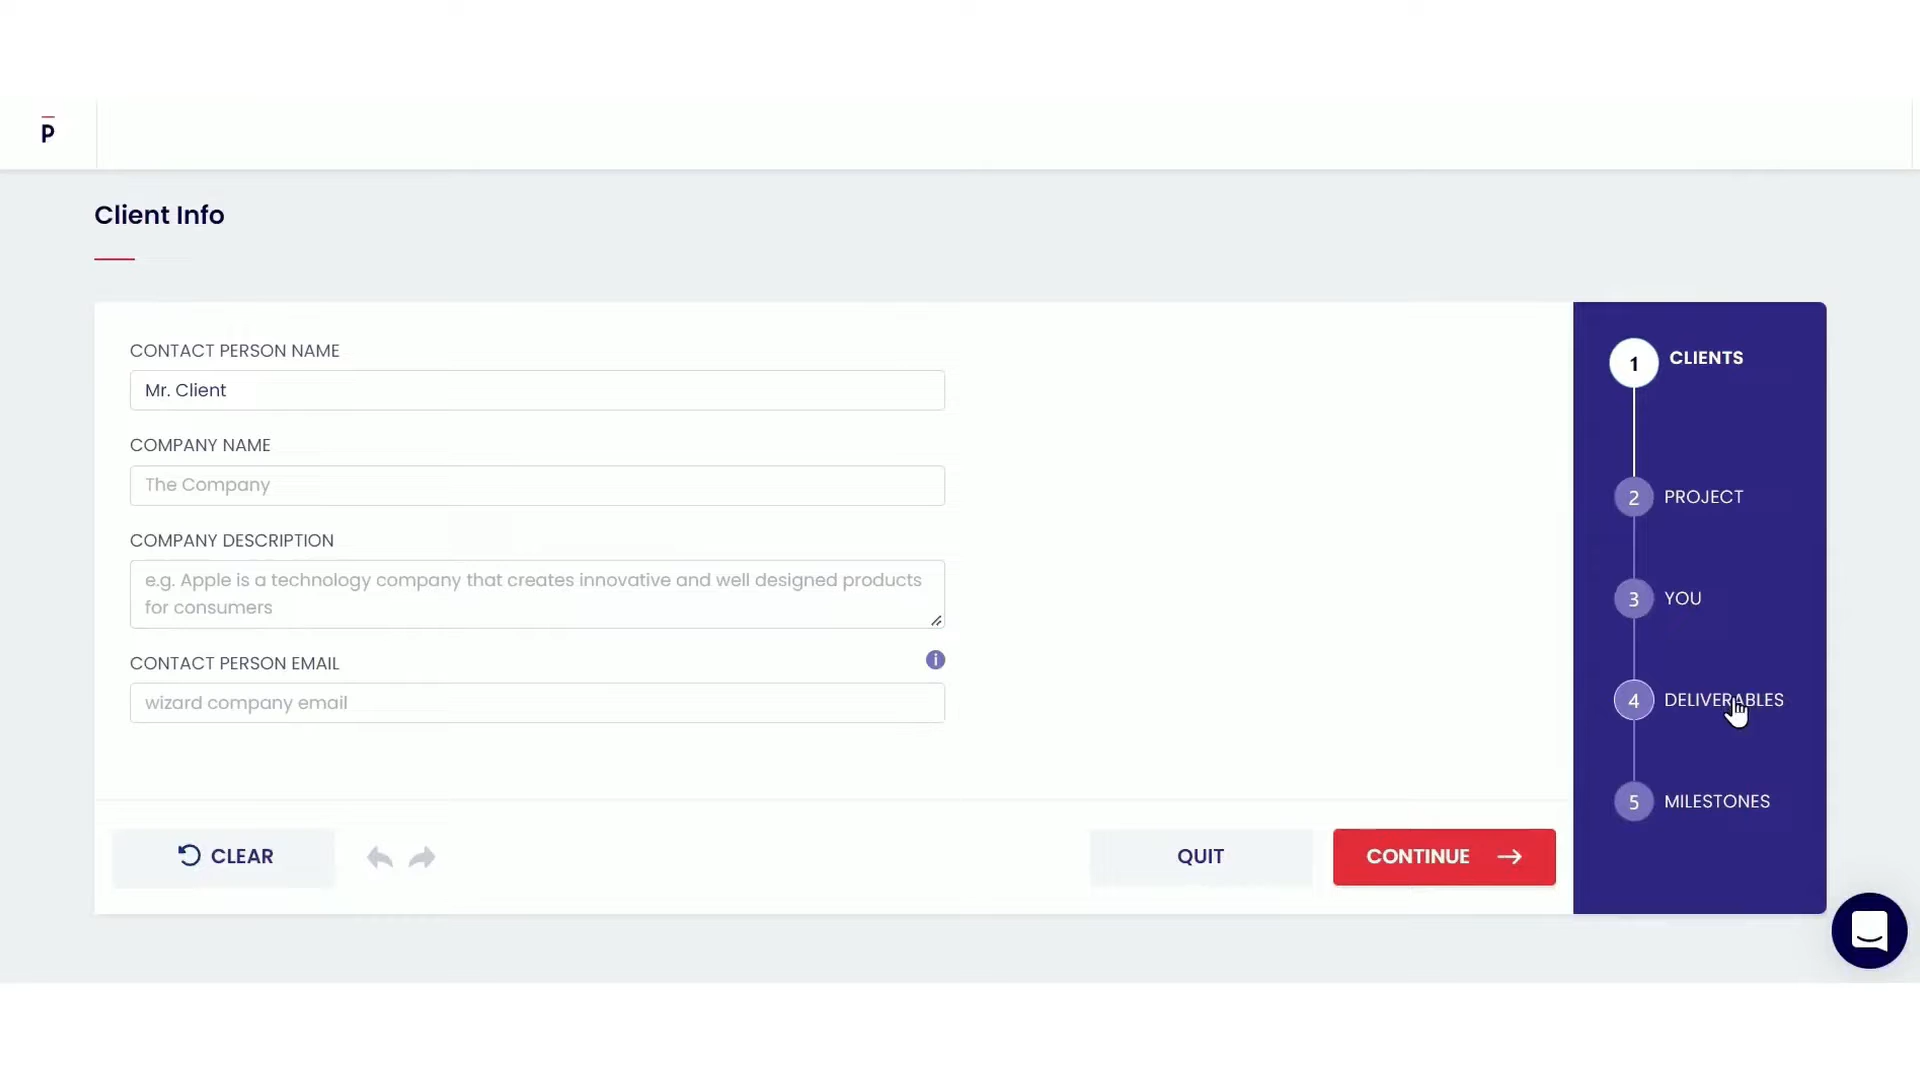 P
Client Info
CONTACT PERSON NAME
Mr. Client
COMPANY NAME
The Company
COMPANY DESCRIPTION
e.g. Apple is a technology company that creates innovative and well designed products
for consumers
CONTACT PERSON EMAIL
i
wizard company email
CLEAR
QUIT
CONTINUE
1 CLIENTS
2 PROJECT
3 YOU
4 DELIVERABLES
5 MILESTONES